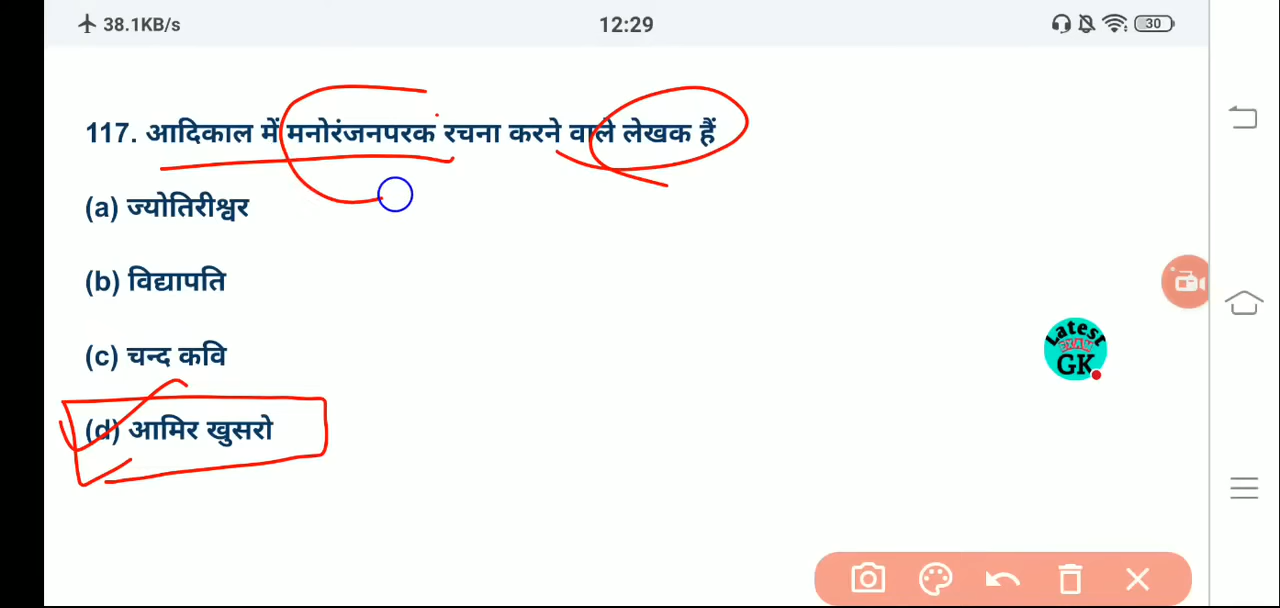 38.1KB/s 12:29 30
117. आदिकाल में मनोरंजनपरक रचना करने वाले लेखक हैं
(a) ज्योतिरीश्वर
(b) विद्यापति
(c) चन्द कवि
(d) आमिर खुसरो
Latest
EXAM
GK